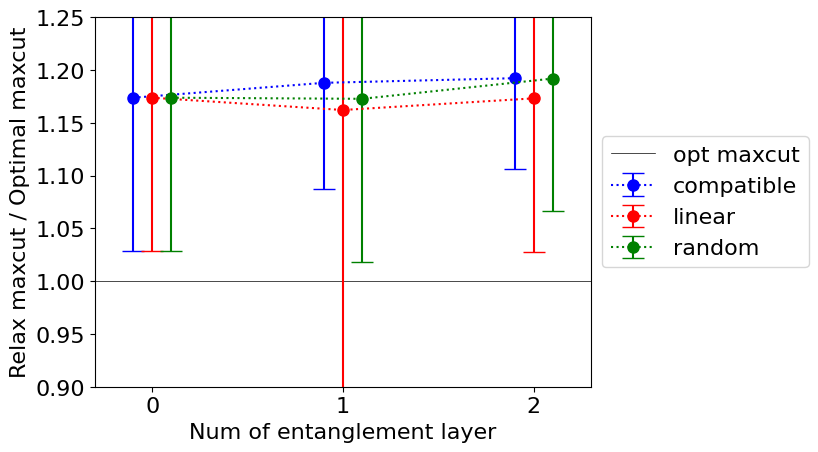 Relax maxcut / Optimal maxcut
1.25
1.20
1.15
1.10
1.05
1.00
0.95
0.90
0
1
2
Num of entanglement layer
opt maxcut
compatible
linear
random